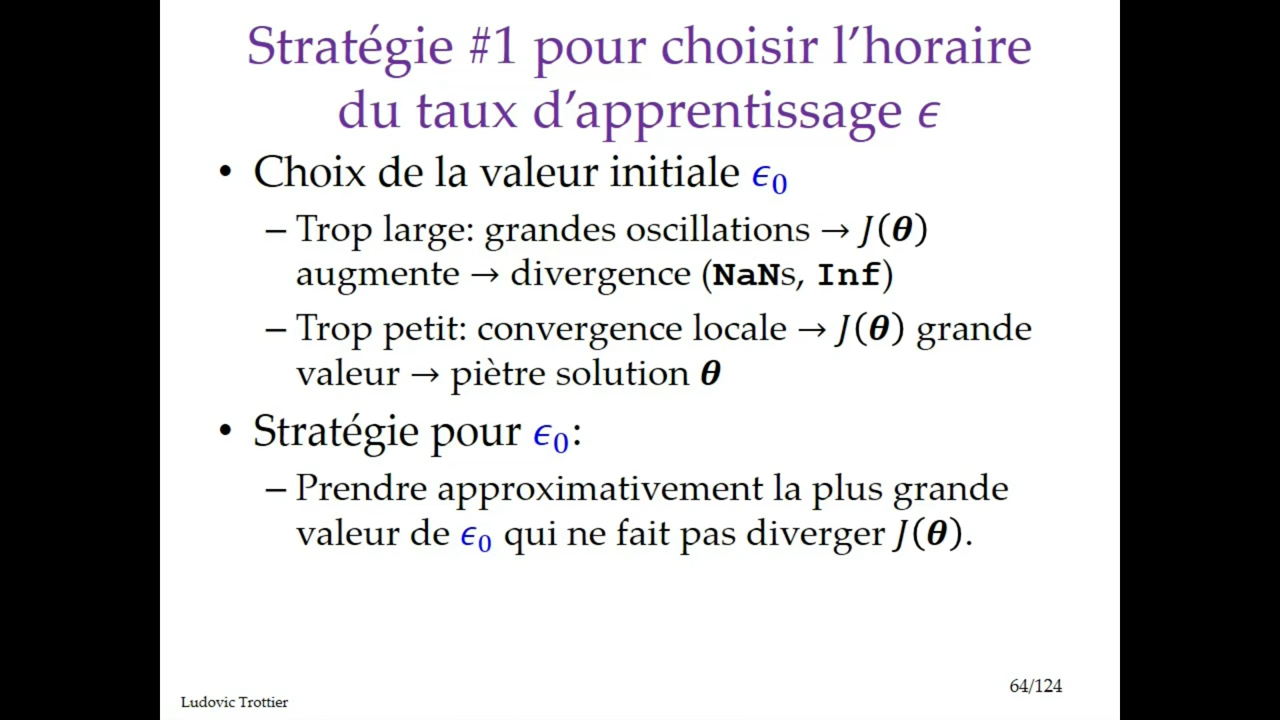 Stratégie #1 pour choisir l’horaire
du taux d’apprentissage ϵ
• Choix de la valeur initiale ϵ₀
– Trop large: grandes oscillations → J(θ)
augmente → divergence (NaNs, Inf)
– Trop petit: convergence locale → J(θ) grande
valeur → piètre solution θ
• Stratégie pour ϵ₀:
– Prendre approximativement la plus grande
valeur de ϵ₀ qui ne fait pas diverger J(θ).
64/124
Ludovic Trottier